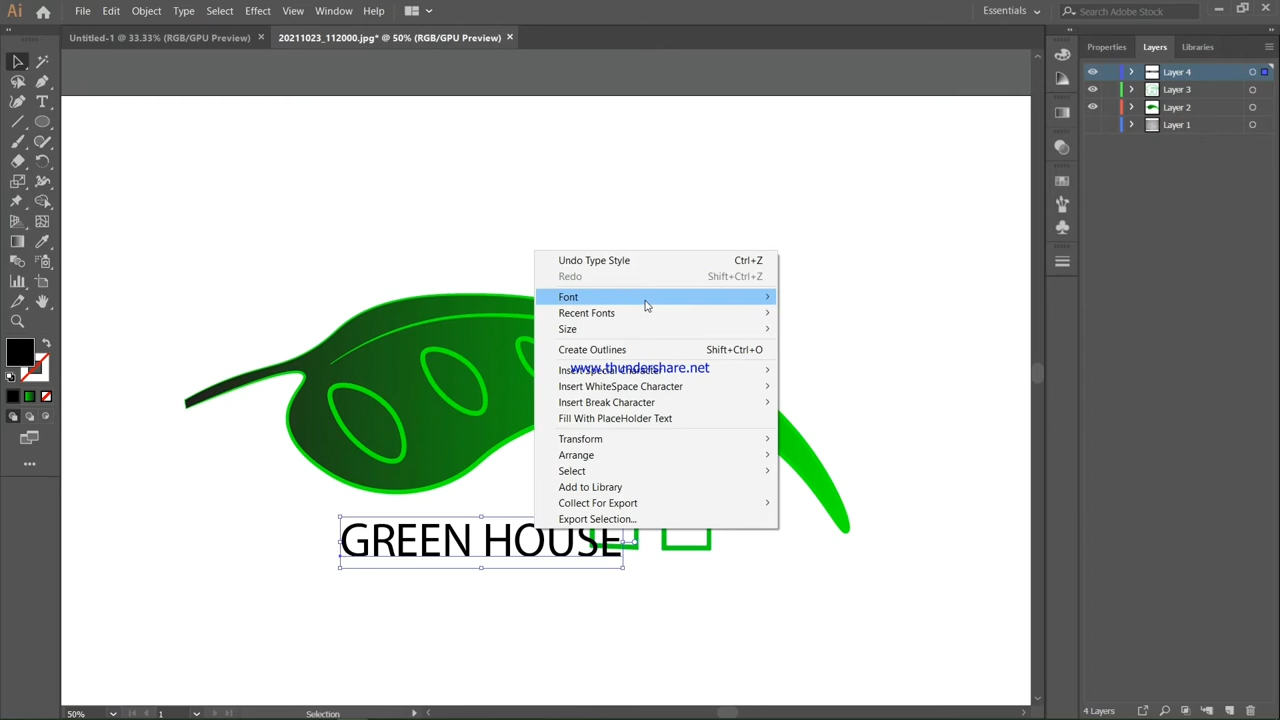 Ai File Edit Object Type Select Effect View Window Help Essentials Search Adobe Stock
Untitled-1 @ 33.33% (RGB/GPU Preview) × 20211023_112000.jpg* @ 50% (RGB/GPU Preview) × Properties Layers Libraries
Layer 4
Layer 3
Layer 2
Layer 1
Undo Type Style Ctrl+Z
Redo Shift+Ctrl+Z
Font
Recent Fonts
Size
Create Outlines Shift+Ctrl+O
www.thundershare.net
Insert Special Character
Insert WhiteSpace Character
Insert Break Character
Fill With PlaceHolder Text
Transform
Arrange
Select
Add to Library
Collect For Export
Export Selection...
GREEN HOUSE
50% 1 Selection 4 Layers